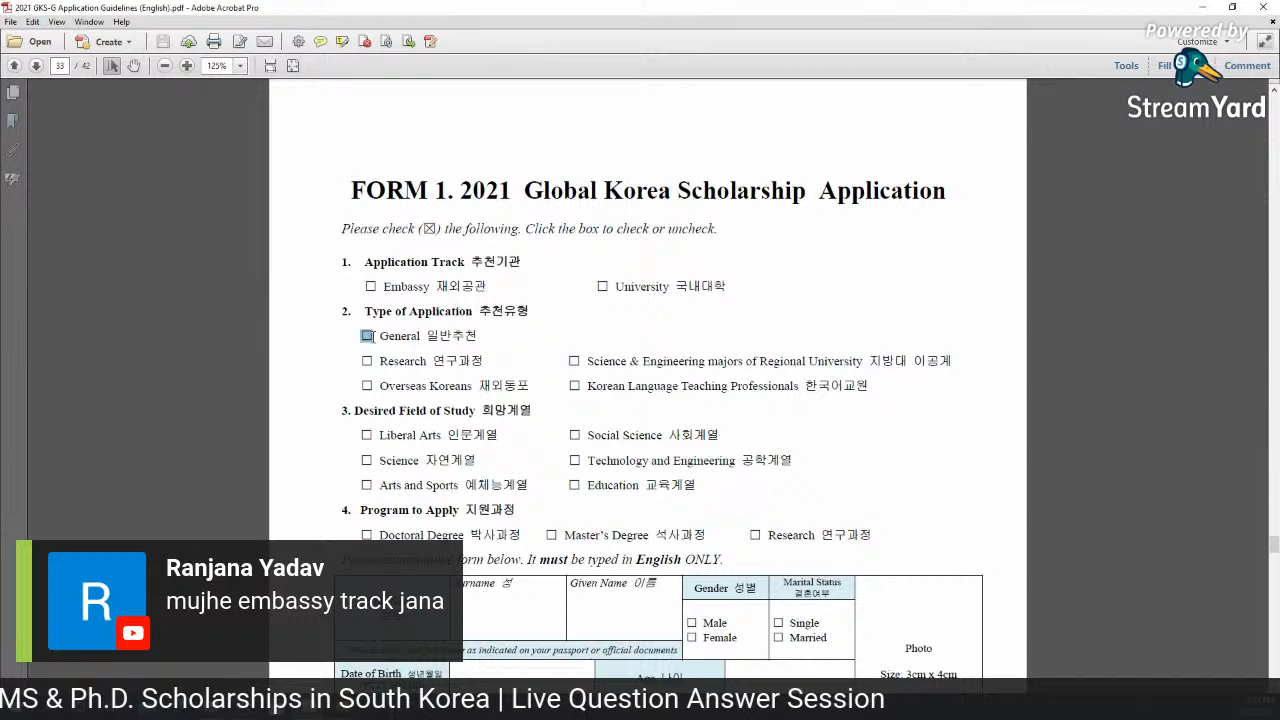 2021 GKS-G Application Guidelines (English).pdf - Adobe Acrobat Pro
File Edit View Window Help
Open Create
Customize
33 / 42 125% Tools Fill Comment
Powered by
StreamYard
FORM 1. 2021 Global Korea Scholarship Application
Please check (☒) the following. Click the box to check or uncheck.
1. Application Track 추천기관
☐ Embassy 재외공관 ☐ University 국내대학
2. Type of Application 추천유형
☐ General 일반추천
☐ Research 연구과정 ☐ Science & Engineering majors of Regional University 지방대 이공계
☐ Overseas Koreans 재외동포 ☐ Korean Language Teaching Professionals 한국어교원
3. Desired Field of Study 희망계열
☐ Liberal Arts 인문계열 ☐ Social Science 사회계열
☐ Science 자연계열 ☐ Technology and Engineering 공학계열
☐ Arts and Sports 예체능계열 ☐ Education 교육계열
4. Program to Apply 지원과정
☐ Doctoral Degree 박사과정 ☐ Master's Degree 석사과정 ☐ Research 연구과정
form below. It must be typed in English ONLY.
성 Given Name 이름 Gender 성별 Marital Status
결혼여부
☐ Male ☐ Single
☐ Female ☐ Married
Photo
as indicated on your passport or official documents
Date of Birth 생년월일 Size: 3cm x 4cm
Ranjana Yadav
R
mujhe embassy track jana
MS & Ph.D. Scholarships in South Korea | Live Question Answer Session